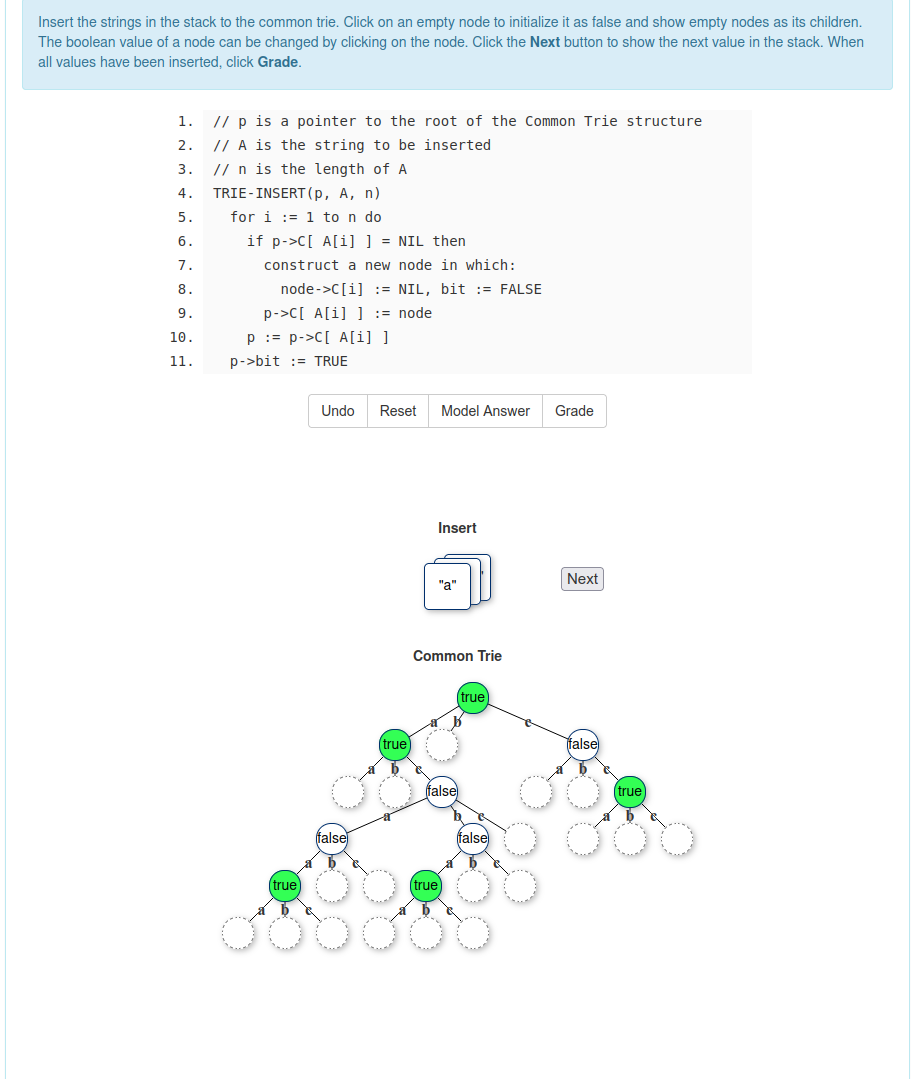 Insert the strings in the stack to the common trie. Click on an empty node to initialize it as false and show empty nodes as its children.
The boolean value of a node can be changed by clicking on the node. Click the Next button to show the next value in the stack. When
all values have been inserted, click Grade.
1. // p is a pointer to the root of the Common Trie structure
2. // A is the string to be inserted
3. // n is the length of A
4. TRIE-INSERT(p, A, n)
5. for i := 1 to n do
6. if p->C[ A[i] ] = NIL then
7. construct a new node in which:
8. node->C[i] := NIL, bit := FALSE
9. p->C[ A[i] ] := node
10. p := p->C[ A[i] ]
11. p->bit := TRUE
Undo Reset Model Answer Grade
Insert
"a" Next
Common Trie
true
a b c
true false
a b c a b c
false true
a b c a b c
false false
a b c a b c
true true
a b c a b c